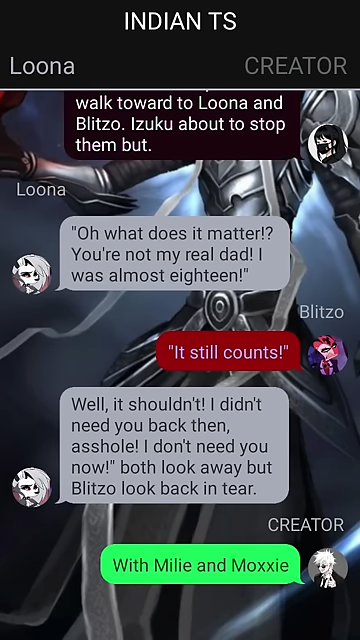 INDIAN TS
Loona
CREATOR
walk toward to Loona and
Blitzo. Izuku about to stop
them but.
Loona
"Oh what does it matter!?
You're not my real dad! I
was almost eighteen!"
Blitzo
"It still counts!"
Well, it shouldn't! I didn't
need you back then,
asshole! I don't need you
now!" both look away but
Blitzo look back in tear.
CREATOR
With Milie and Moxxie